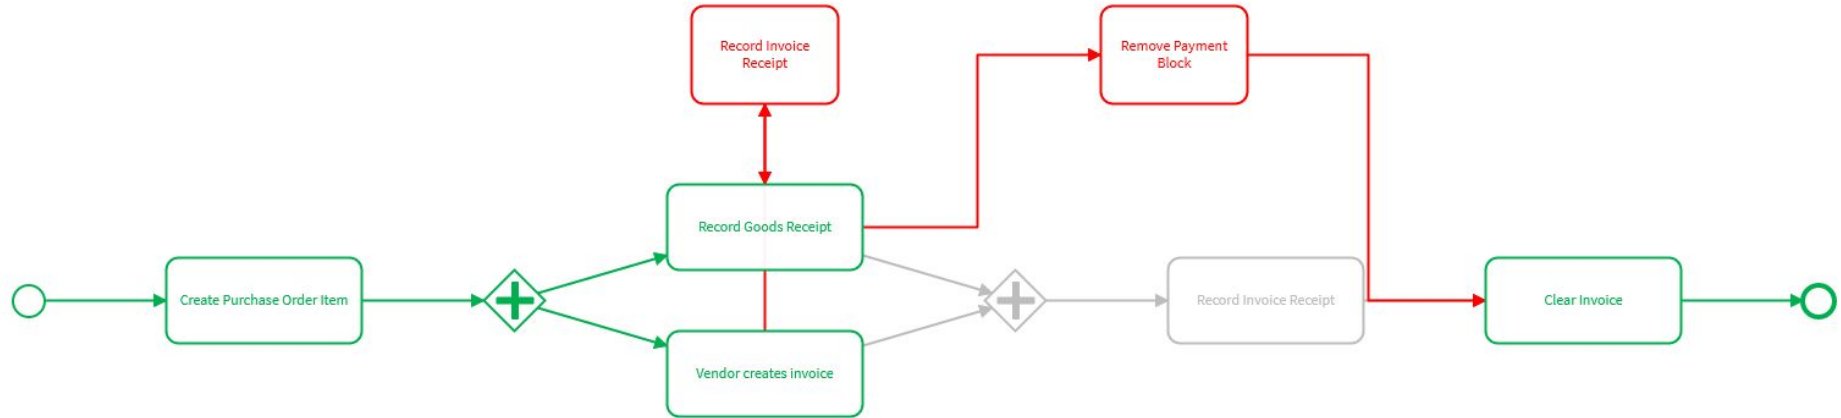 Record Invoice
Receipt
Remove Payment
Block
Record Goods Receipt
Create Purchase Order Item
Record Invoice Receipt
Clear Invoice
Vendor creates invoice